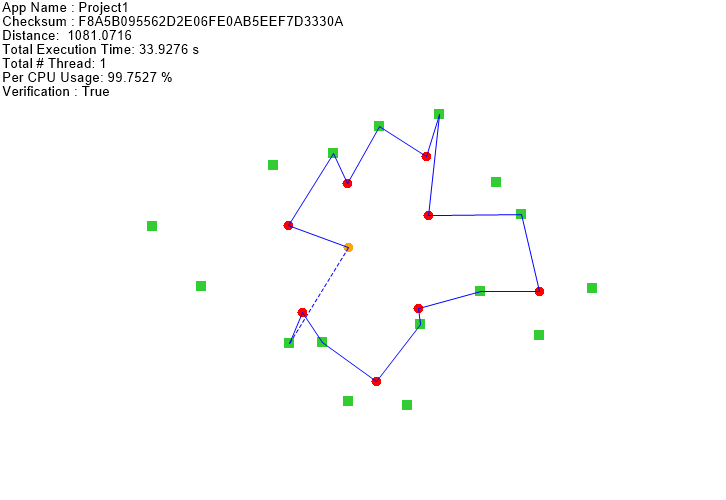 App Name : Project1
Checksum : F8A5B095562D2E06FE0AB5EEF7D3330A
Distance:  1081.0716
Total Execution Time: 33.9276 s
Total # Thread: 1
Per CPU Usage: 99.7527 %
Verification : True